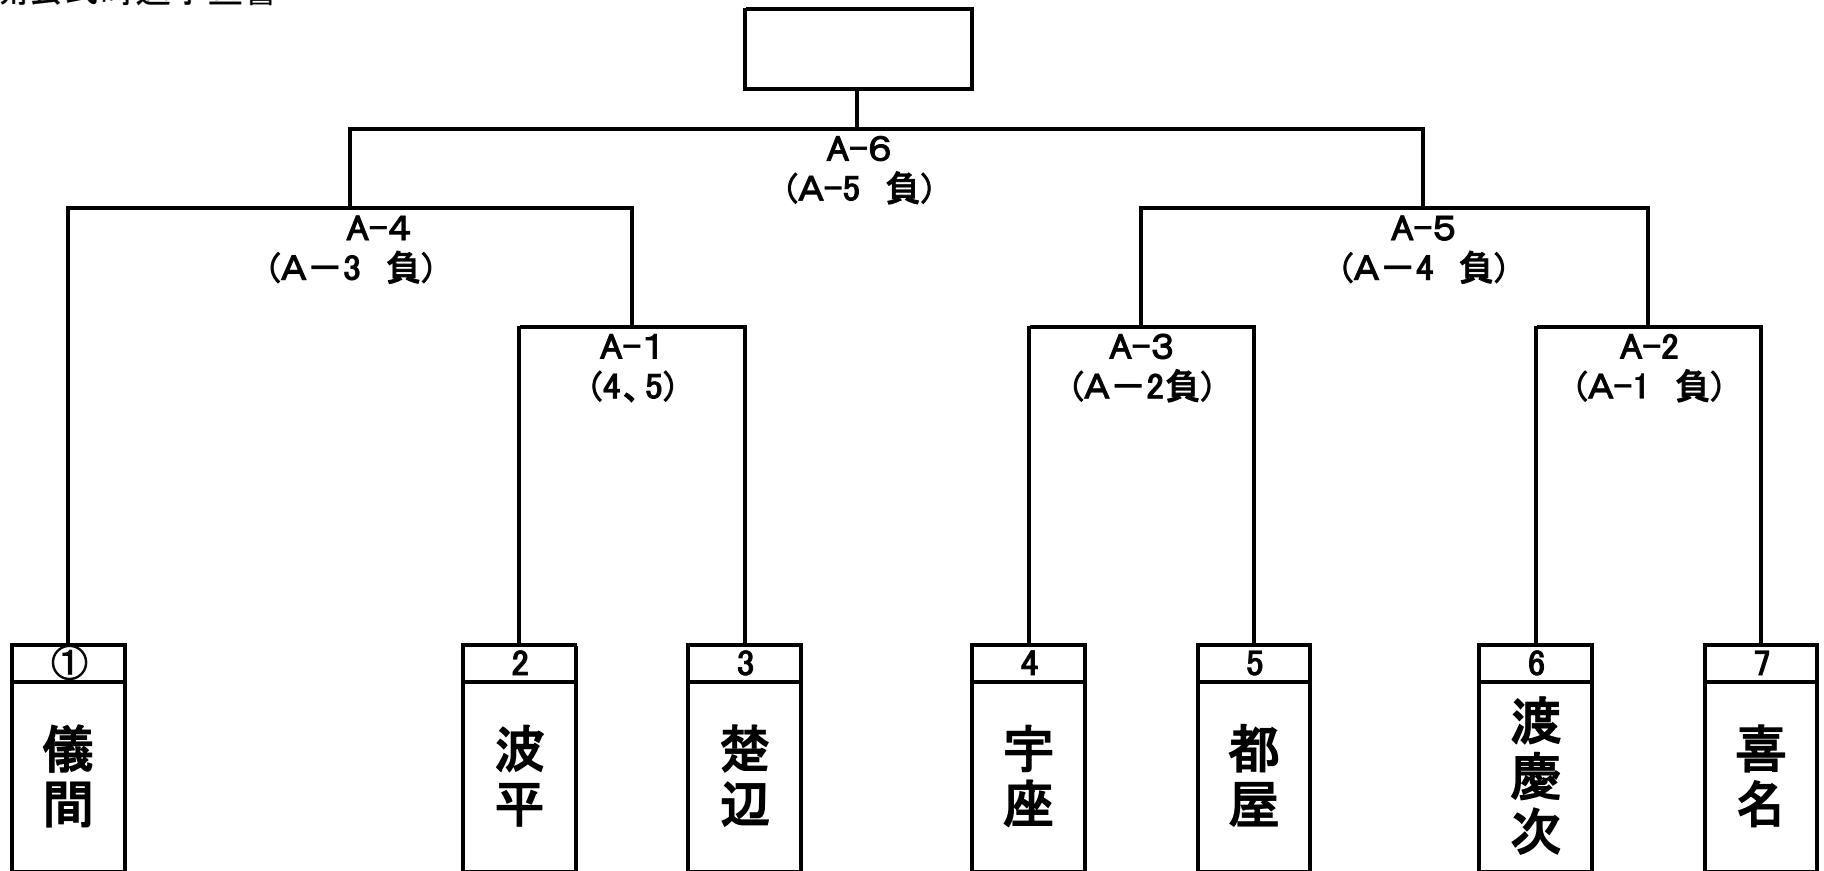 A-6
(A-5 負)
A-4
(A－3 負)
A-5
(A－4 負)
A-1
(4、5)
A-3
(A－2負)
A-2
(A-1 負)
①
2
3
4
5
6
7
儀間
波平
楚辺
宇座
都屋
渡慶次
喜名